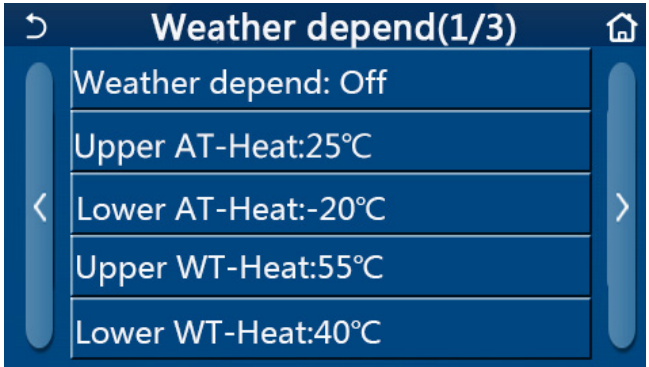 Weather depend(1/3)
Weather depend: Off
Upper AT-Heat:25℃
Lower AT-Heat:-20℃
Upper WT-Heat:55℃
Lower WT-Heat:40℃